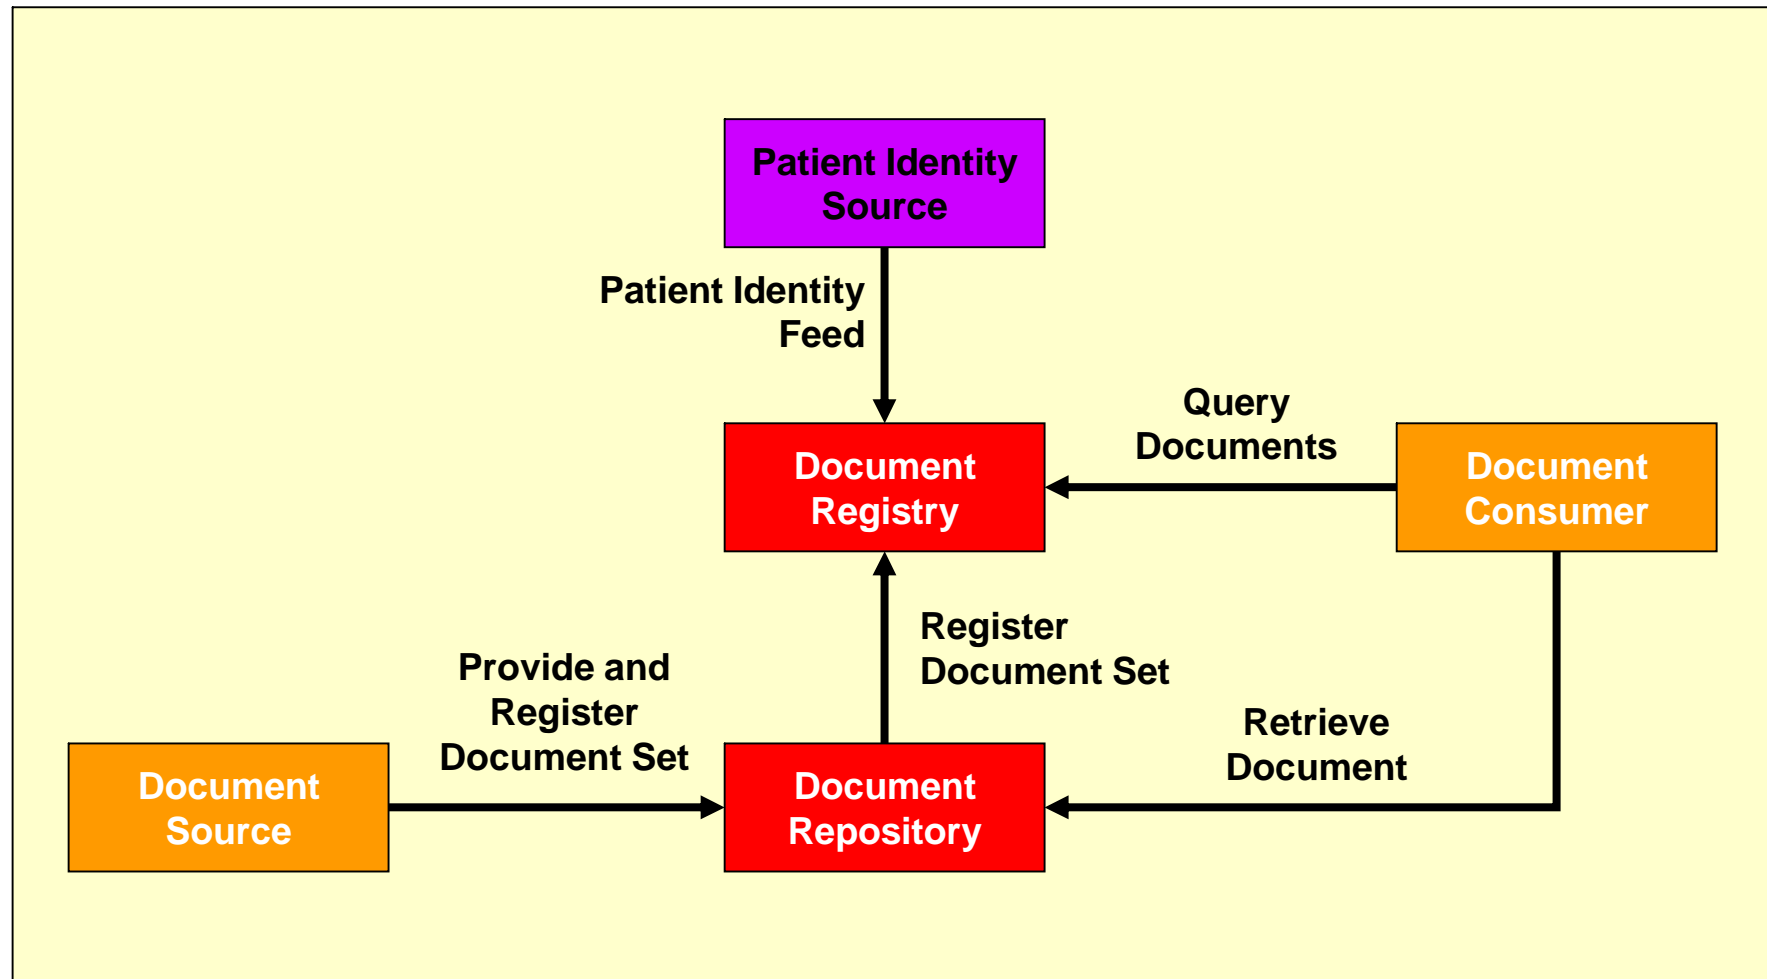 Patient Identity
Source
Patient Identity
Feed
Query
Documents
Document
Registry
Document
Consumer
Register
Document Set
Provide and
Register
Document Set
Retrieve
Document
Document
Source
Document
Repository